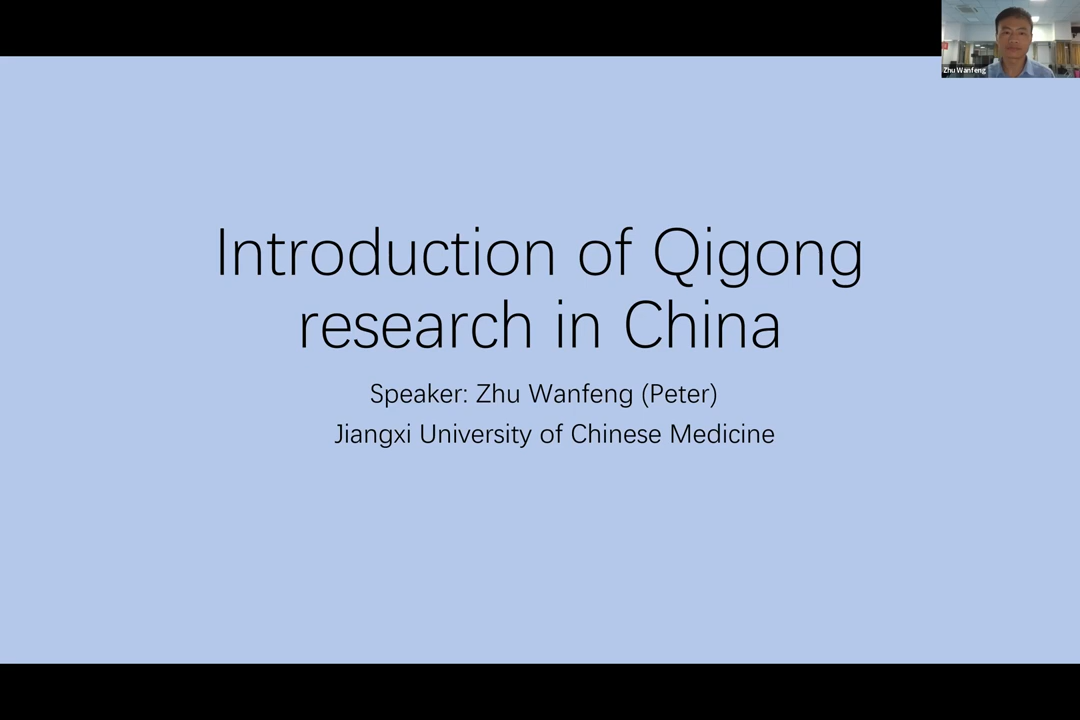 Zhu Wanfeng
Introduction of Qigong
research in China
Speaker: Zhu Wanfeng (Peter)
Jiangxi University of Chinese Medicine